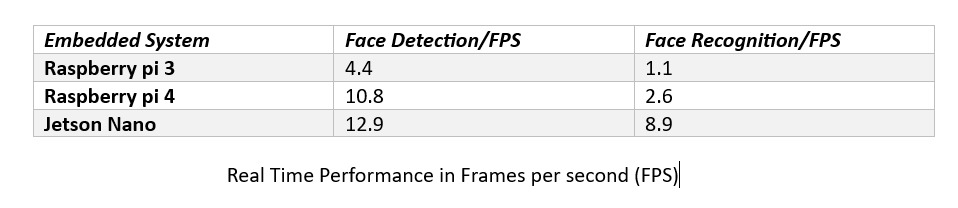 Embedded System Face Detection/FPS Face Recognition/FPS
Raspberry pi 3 4.4 1.1
Raspberry pi 4 10.8 2.6
Jetson Nano 12.9 8.9
Real Time Performance in Frames per second (FPS)